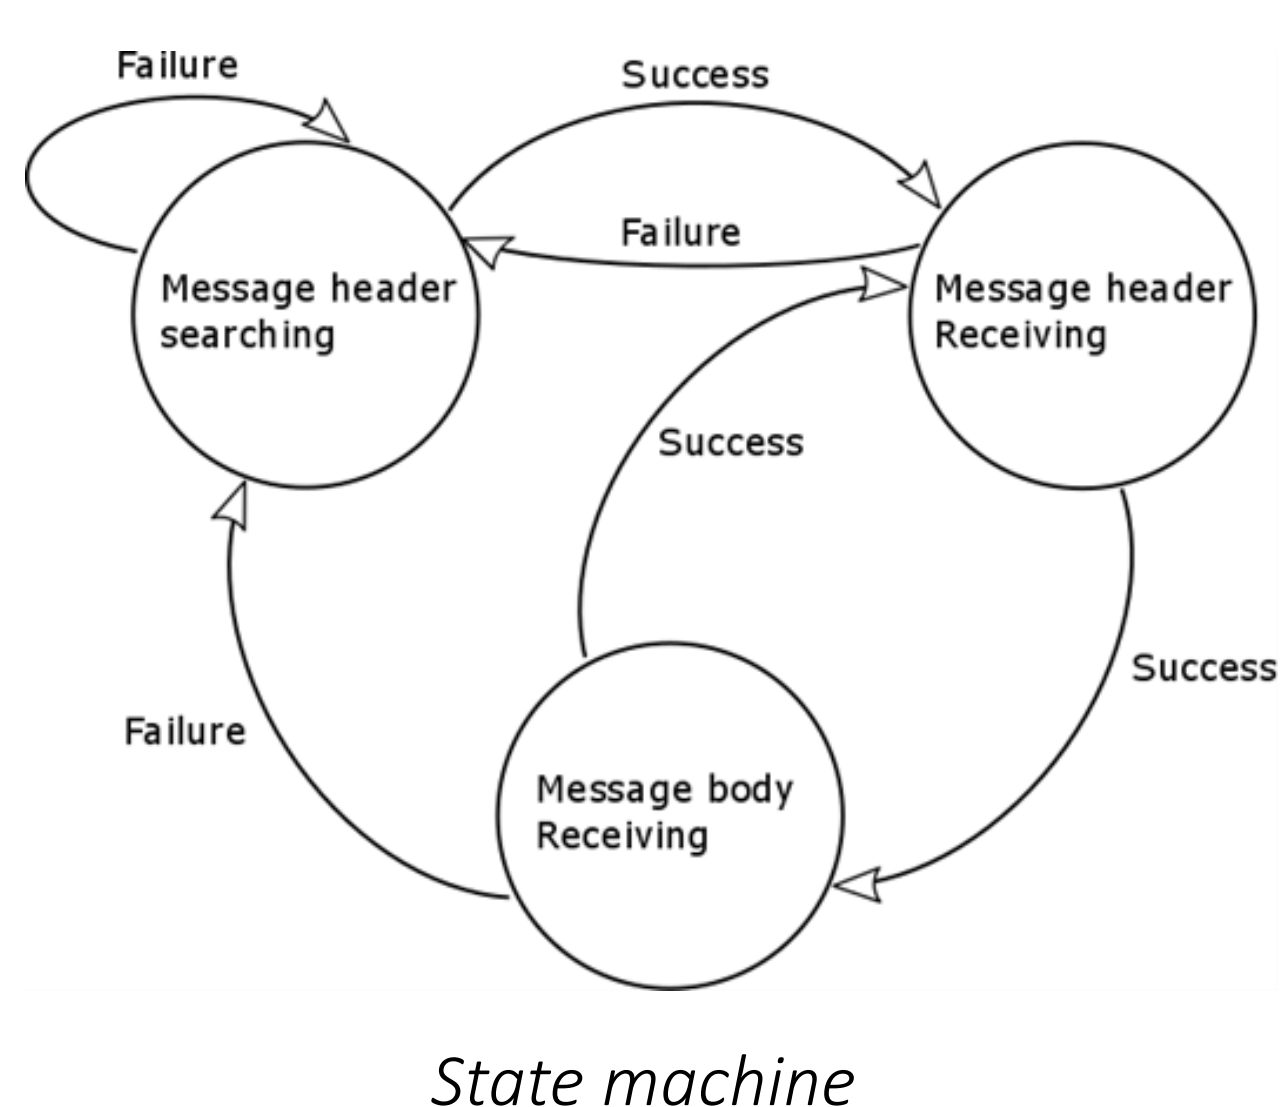 Failure
Success
Failure
Message header
searching
Message header
Receiving
Success
Success
Failure
Message body
Receiving
State machine